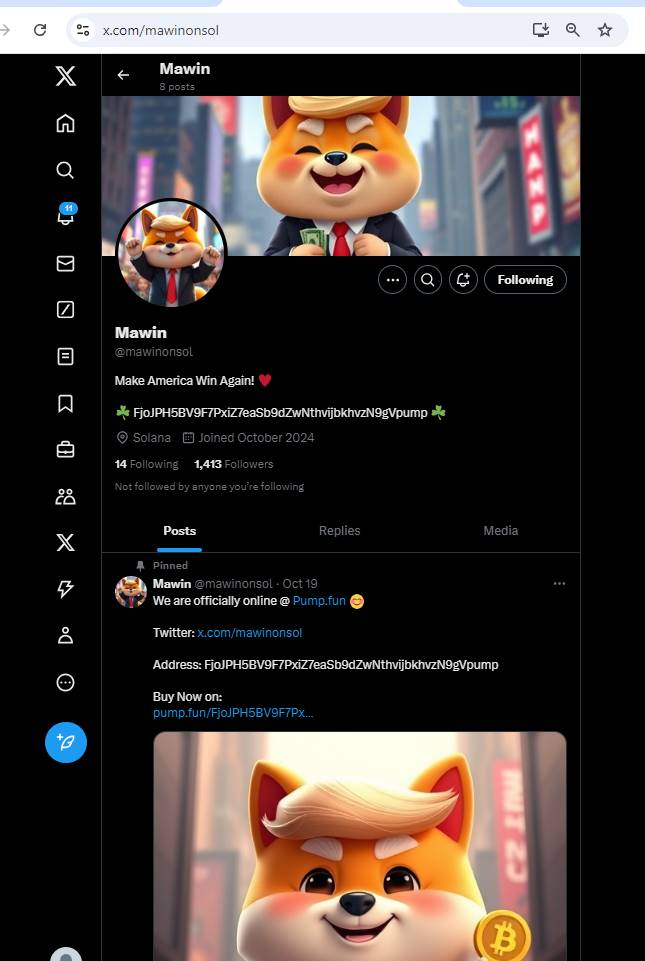 x.com/mawinonsol
Mawin
8 posts
11
Following
Mawin
@mawinonsol
Make America Win Again! ♥️
☘️ FjoJPH5BV9F7PxiZ7eaSb9dZwNthvijbkhvzN9gVpump ☘️
Solana Joined October 2024
14 Following 1,413 Followers
Not followed by anyone you're following
Posts Replies Media
Pinned
Mawin @mawinonsol · Oct 19
We are officially online @ Pump.fun 😊
Twitter: x.com/mawinonsol
Address: FjoJPH5BV9F7PxiZ7eaSb9dZwNthvijbkhvzN9gVpump
Buy Now on:
pump.fun/FjoJPH5BV9F7Px...